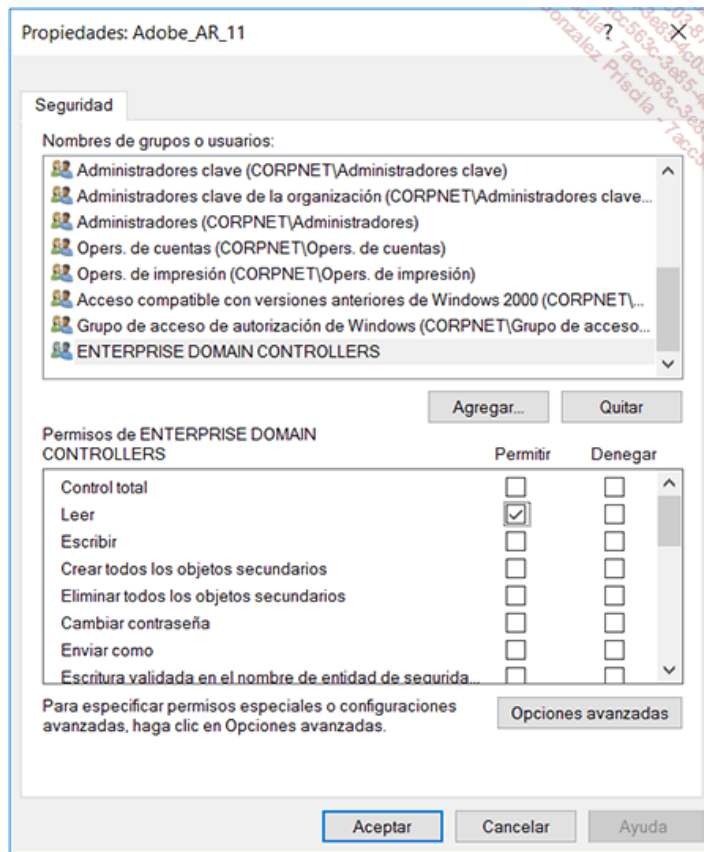 Propiedades: Adobe_AR_11
Seguridad
Nombres de grupos o usuarios:
Administradores clave (CORPNET\Administradores clave)
Administradores clave de la organización (CORPNET\Administradores clave...
Administradores (CORPNET\Administradores)
Opers. de cuentas (CORPNET\Opers. de cuentas)
Opers. de impresión (CORPNET\Opers. de impresión)
Acceso compatible con versiones anteriores de Windows 2000 (CORPNET\...
Grupo de acceso de autorización de Windows (CORPNET\Grupo de acceso...
ENTERPRISE DOMAIN CONTROLLERS
Agregar...
Quitar
Permisos de ENTERPRISE DOMAIN
CONTROLLERS
Permitir
Denegar
Control total
Leer
Escribir
Crear todos los objetos secundarios
Eliminar todos los objetos secundarios
Cambiar contraseña
Enviar como
Escritura validada en el nombre de entidad de segurida...
Para especificar permisos especiales o configuraciones
avanzadas, haga clic en Opciones avanzadas.
Opciones avanzadas
Aceptar
Cancelar
Ayuda